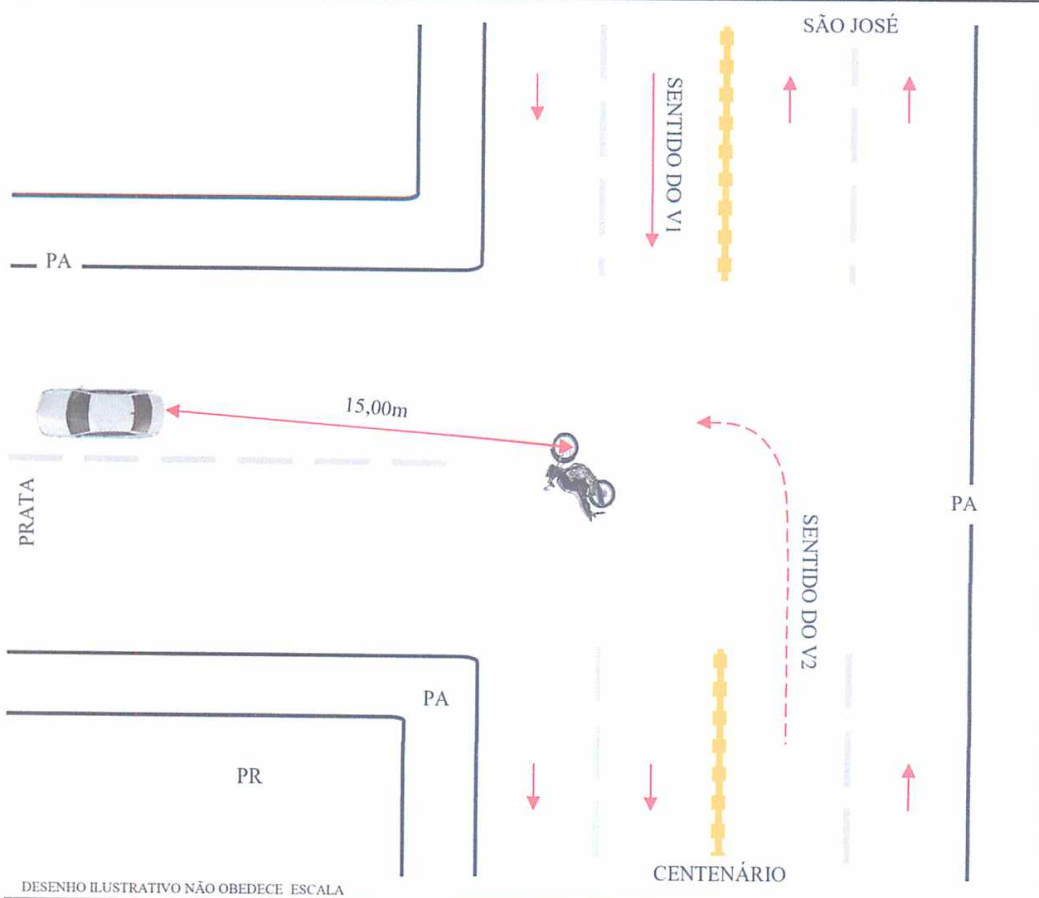 SÃO JOSÉ
SENTIDO DO V1
PA
15,00m
PRATA
PA
SENTIDO DO V2
PA
PR
CENTENÁRIO
DESENHO ILUSTRATIVO NÃO OBEDECE ESCALA